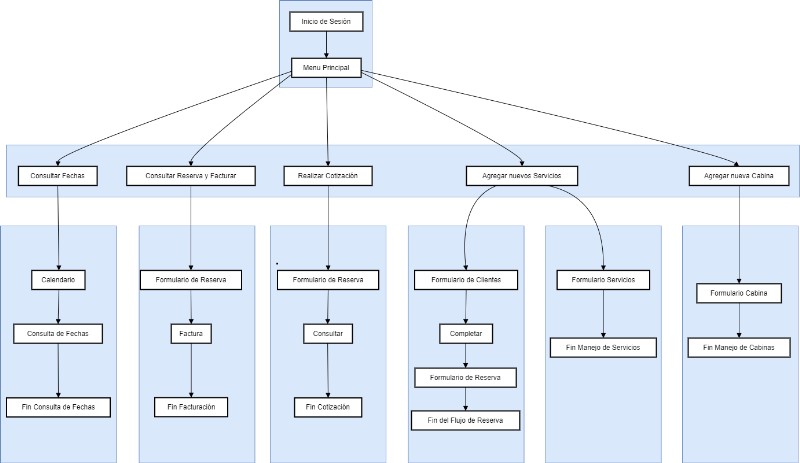 Inicio de Sesión
Menu Principal
Consultar Fechas
Consultar Reserva y Facturar
Realizar Cotización
Agregar nuevos Servicios
Agregar nueva Cabina
Calendario
Formulario de Reserva
Formulario de Reserva
Formulario de Clientes
Formulario Servicios
Formulario Cabina
Consulta de Fechas
Factura
Consultar
Completar
Fin Manejo de Servicios
Fin Manejo de Cabinas
Formulario de Reserva
Fin Consulta de Fechas
Fin Facturación
Fin Cotización
Fin del Flujo de Reserva